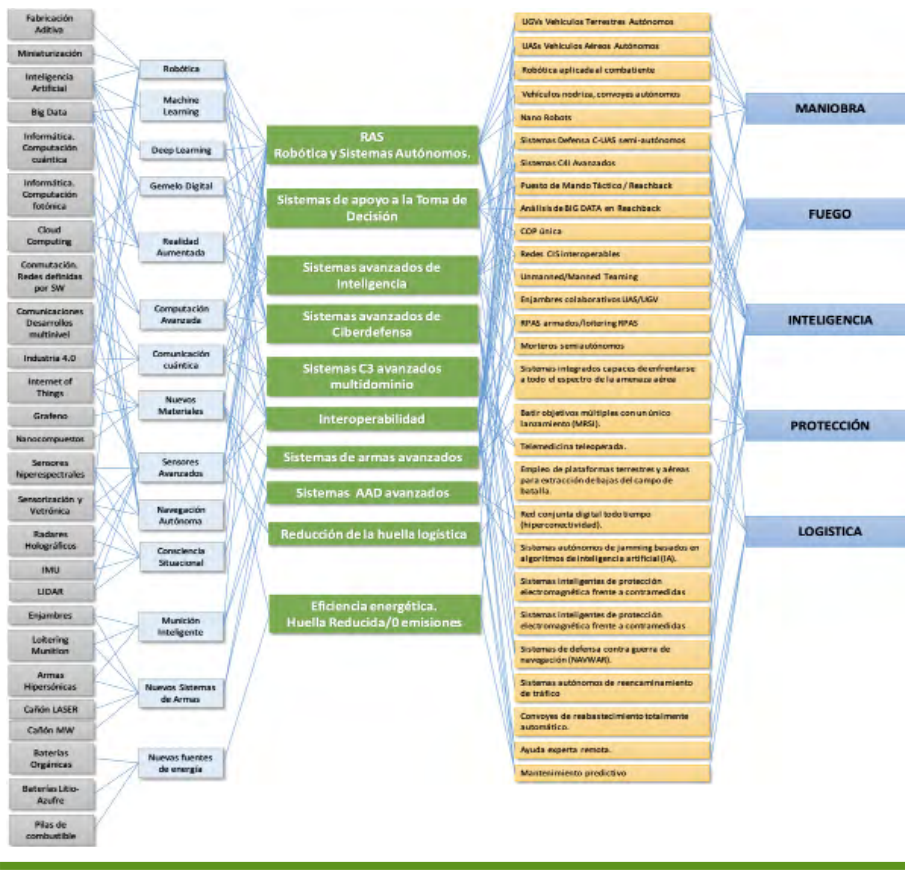 Fabricación
Aditiva
Miniaturización
Inteligencia
Artificial
Big Data
Informática.
Computación
cuántica
Informática.
Computación
fotónica
Cloud
Computing
Conmutación.
Redes definidas
por SW
Comunicaciones
Desarrollos
multinivel
Industria 4.0
Internet of
Things
Grafeno
Nanocompuestos
Sensores
hiperespectrales
Sensorización y
Vetrónica
Radares
Holográficos
IMU
LIDAR
Enjambres
Loitering
Munition
Armas
Hipersónicas
Cañón LASER
Cañón MW
Baterías
Orgánicas
Baterías Litio-
Azufre
Pilas de
combustible
Robótica
Machine
Learning
Deep Learning
Gemelo Digital
Realidad
Aumentada
Computación
Avanzada
Comunicación
cuántica
Nuevos
Materiales
Sensores
Avanzados
Navegación
Autónoma
Consciencia
Situacional
Munición
Inteligente
Nuevos Sistemas
de Armas
Nuevas fuentes
de energía
RAS
Robótica y Sistemas Autónomos.
Sistemas de apoyo a la Toma de
Decisión
Sistemas avanzados de
Inteligencia
Sistemas avanzados de
Ciberdefensa
Sistemas C3 avanzados
multidominio
Interoperabilidad
Sistemas de armas avanzados
Sistemas AAD avanzados
Reducción de la huella logística
Eficiencia energética.
Huella Reducida/0 emisiones
UGVs Vehículos Terrestres Autónomos
UASs Vehículos Aéreos Autónomos
Robótica aplicada al combatiente
Vehículos nodriza, convoyes autónomos
Nano Robots
Sistemas Defensa C-UAS semi-autónomos
Sistemas C4I Avanzados
Puesto de Mando Táctico / Reachback
Análisis de BIG DATA en Reachback
COP única
Redes CIS interoperables
Unmanned/Manned Teaming
Enjambres colaborativos UAS/UGV
RPAS armados/loitering RPAS
Morteros semiautónomos
Sistemas integrados capaces de enfrentarse
a todo el espectro de la amenaza aérea
Batir objetivos múltiples con un único
lanzamiento (MRSI).
Telemedicina teleoperada.
Empleo de plataformas terrestres y aéreas
para extracción de bajas del campo de
batalla.
Red conjunta digital todo tiempo
(hiperconectividad).
Sistemas autónomos de jamming basados en
algoritmos de inteligencia artificial (IA).
Sistemas inteligentes de protección
electromagnética frente a contramedidas
Sistemas inteligentes de protección
electromagnética frente a contramedidas
Sistemas de defensa contra guerra de
navegación (NAVWAR).
Sistemas autónomos de reencaminamiento
de tráfico
Convoyes de reabastecimiento totalmente
automático.
Ayuda experta remota.
Mantenimiento predictivo
MANIOBRA
FUEGO
INTELIGENCIA
PROTECCIÓN
LOGISTICA